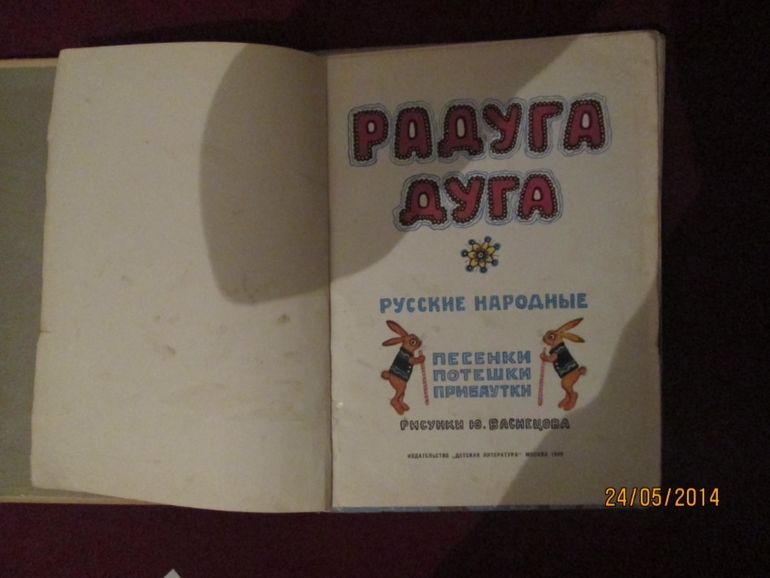 РАДУГА
ДУГА
РУССКИЕ НАРОДНЫЕ
ПЕСЕНКИ
ПОТЕШКИ
ПРИБАУТКИ
РИСУНКИ Ю. ВАСНЕЦОВА
ИЗДАТЕЛЬСТВО „ДЕТСКАЯ ЛИТЕРАТУРА" МОСКВА
24/05/2014